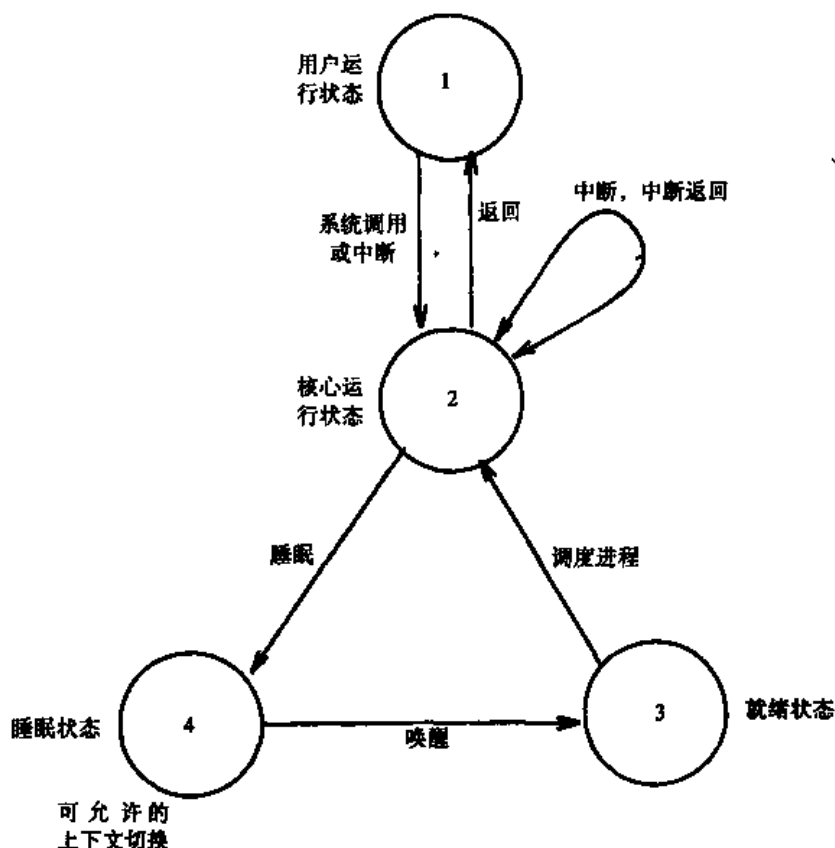 用户运
行状态
1
系统调用
或中断
返回
中断，中断返回
核心运
行状态
2
睡眠
调度进程
睡眠状态
4
唤醒
3
就绪状态
可允许的
上下文切换